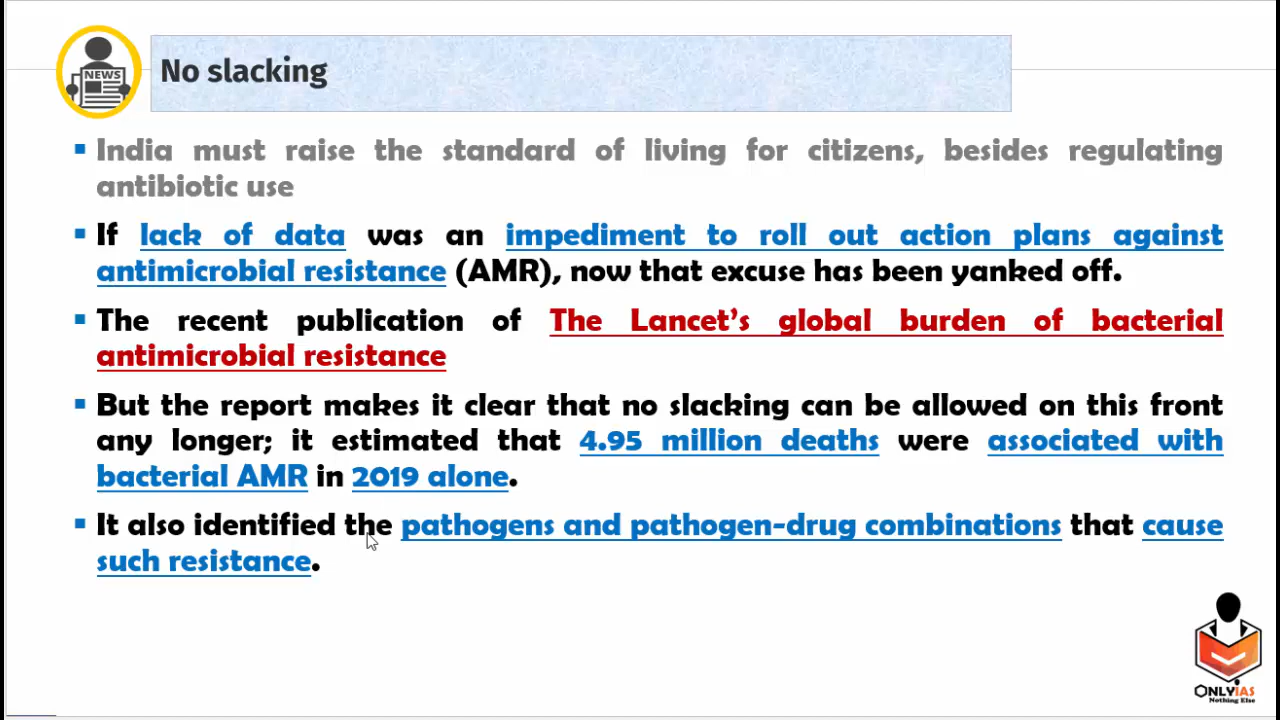 NEWS
No slacking
India must raise the standard of living for citizens, besides regulating
antibiotic use
If lack of data was an impediment to roll out action plans against
antimicrobial resistance (AMR), now that excuse has been yanked off.
The recent publication of The Lancet’s global burden of bacterial
antimicrobial resistance
But the report makes it clear that no slacking can be allowed on this front
any longer; it estimated that 4.95 million deaths were associated with
bacterial AMR in 2019 alone.
It also identified the pathogens and pathogen-drug combinations that cause
such resistance.
ONLYIAS
Nothing Else